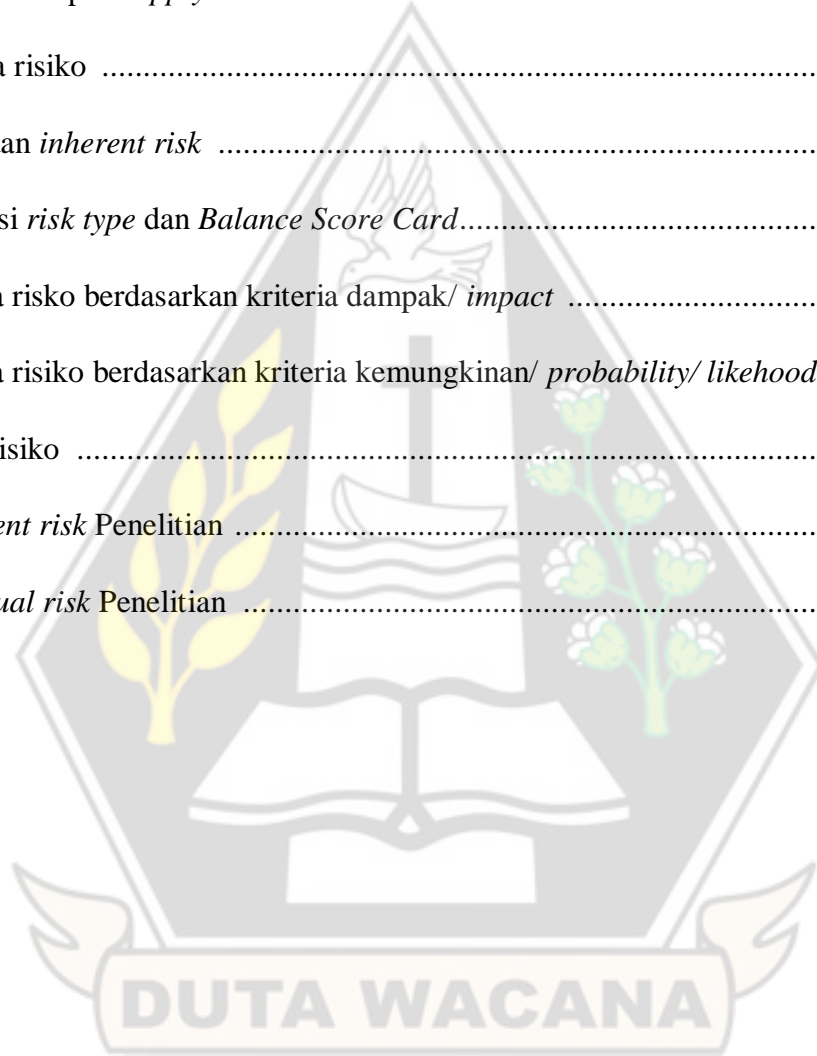 a risiko ........................................................................................
an inherent risk ........................................................................
si risk type dan Balance Score Card...........................................
a risko berdasarkan kriteria dampak/ impact ..............................
a risiko berdasarkan kriteria kemungkinan/ probability/ likehood
isiko ..........................................................................................
ent risk Penelitian ......................................................................
ual risk Penelitian .....................................................................
DUTA WACANA